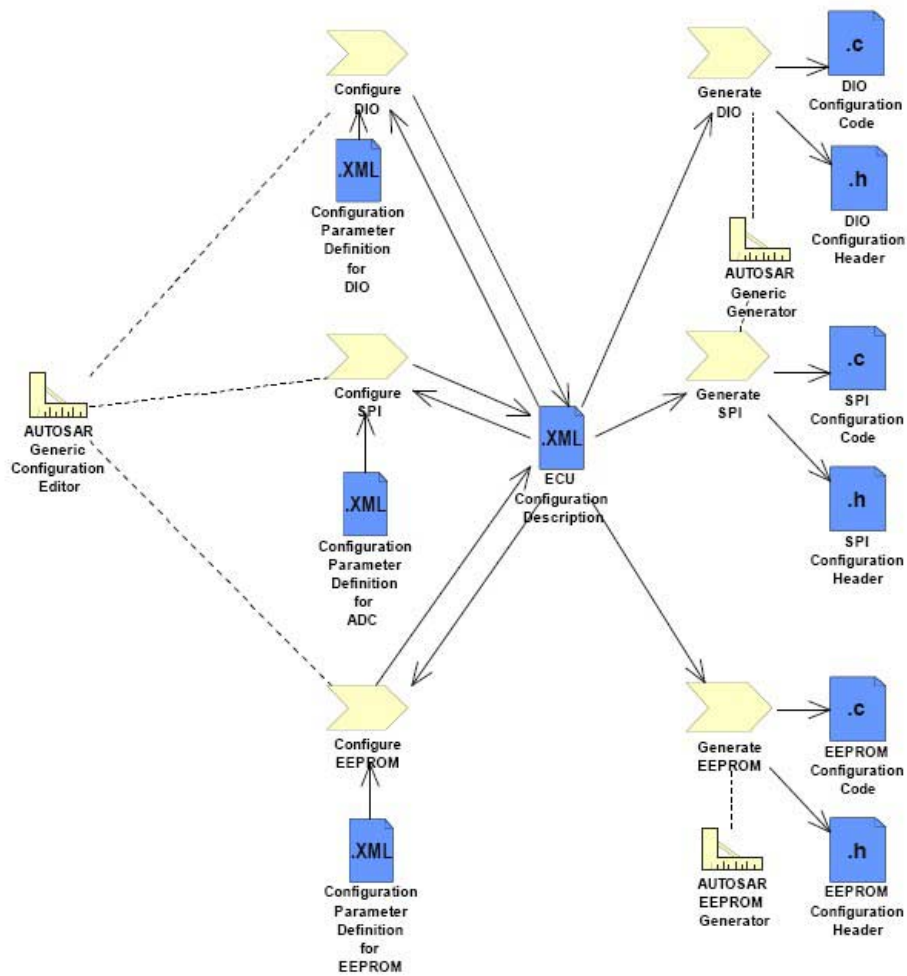 Configure
DIO
.XML
Configuration
Parameter
Definition
for
DIO
Generate
DIO
.c
DIO
Configuration
Code
.h
DIO
Configuration
Header
AUTOSAR
Generic
Generator
AUTOSAR
Generic
Configuration
Editor
Configure
SPI
.XML
Configuration
Parameter
Definition
for
ADC
.XML
ECU
Configuration
Description
Generate
SPI
.c
SPI
Configuration
Code
.h
SPI
Configuration
Header
Configure
EEPROM
.XML
Configuration
Parameter
Definition
for
EEPROM
Generate
EEPROM
.c
EEPROM
Configuration
Code
AUTOSAR
EEPROM
Generator
.h
EEPROM
Configuration
Header